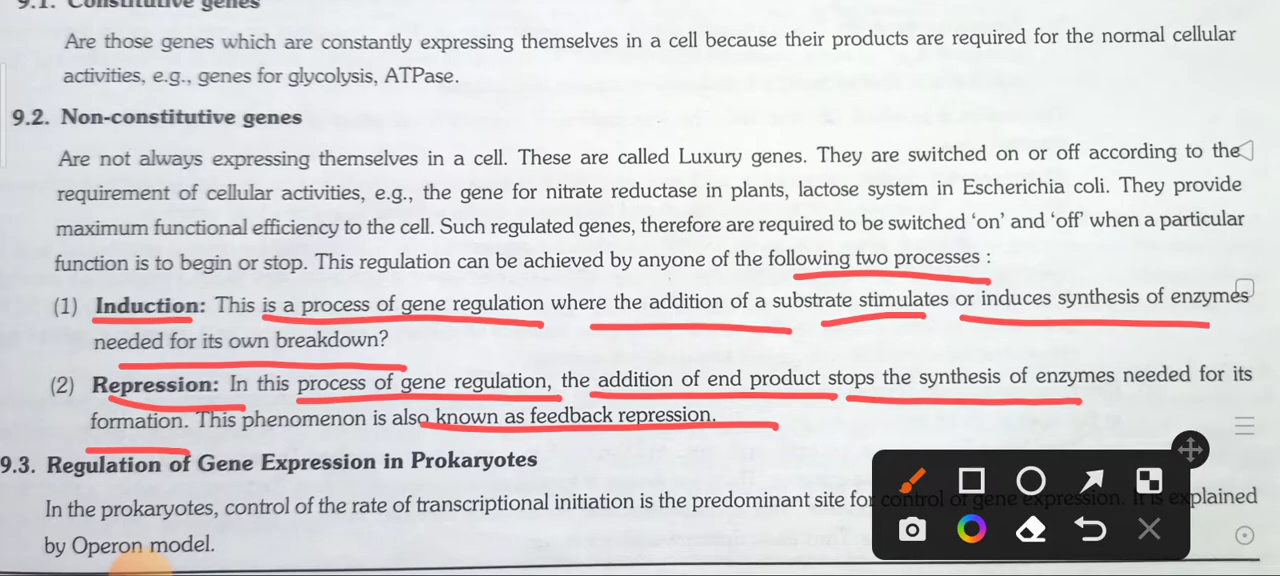 9.1. Constitutive genes
Are those genes which are constantly expressing themselves in a cell because their products are required for the normal cellular
activities, e.g., genes for glycolysis, ATPase.
9.2. Non-constitutive genes
Are not always expressing themselves in a cell. These are called Luxury genes. They are switched on or off according to the
requirement of cellular activities, e.g., the gene for nitrate reductase in plants, lactose system in Escherichia coli. They provide
maximum functional efficiency to the cell. Such regulated genes, therefore are required to be switched ‘on’ and ‘off’ when a particular
function is to begin or stop. This regulation can be achieved by anyone of the following two processes :
(1) Induction: This is a process of gene regulation where the addition of a substrate stimulates or induces synthesis of enzymes
needed for its own breakdown?
(2) Repression: In this process of gene regulation, the addition of end product stops the synthesis of enzymes needed for its
formation. This phenomenon is also known as feedback repression.
9.3. Regulation of Gene Expression in Prokaryotes
In the prokaryotes, control of the rate of transcriptional initiation is the predominant site for control of gene expression. It is explained
by Operon model.